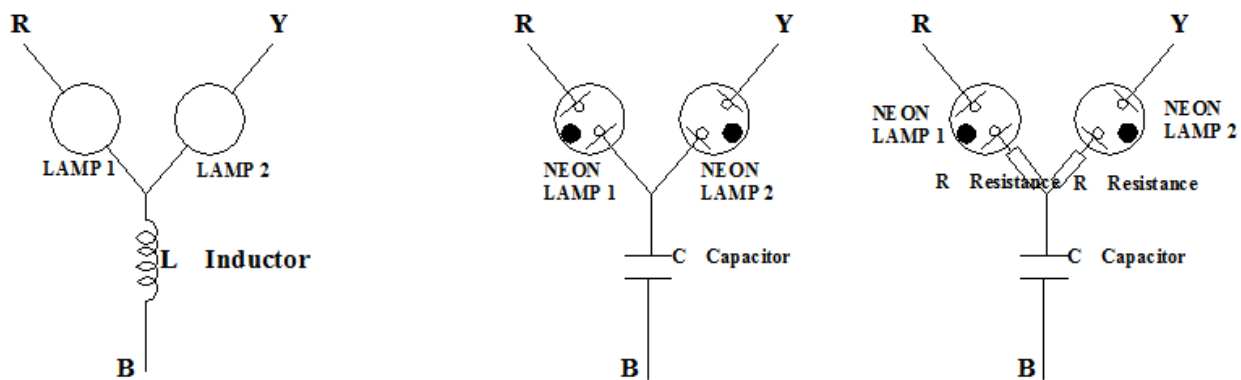 R Y
LAMP 1 LAMP 2
L Inductor
B
R Y
NEON LAMP 1
NEON LAMP 2
C Capacitor
B
R Y
NEON LAMP 1
NEON LAMP 2
R Resistance R Resistance
C Capacitor
B